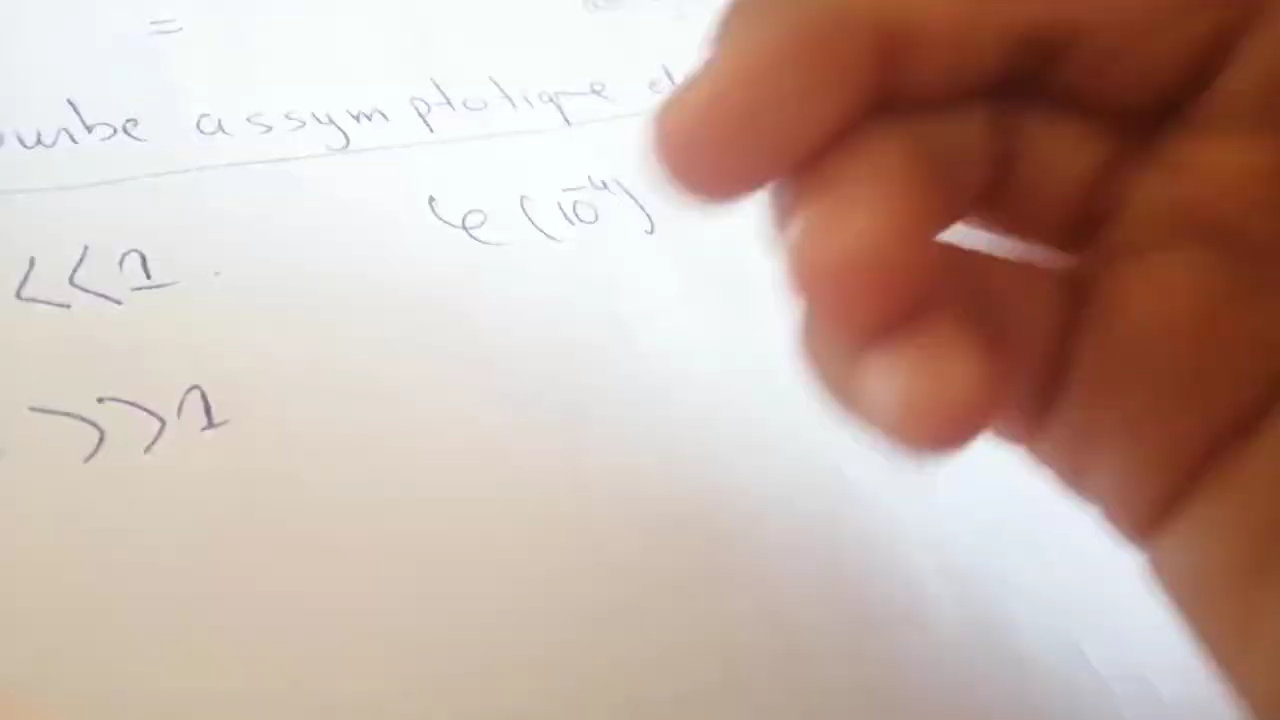 =
ourbe assymptotique
(10⁻⁴)
<<1
>>1